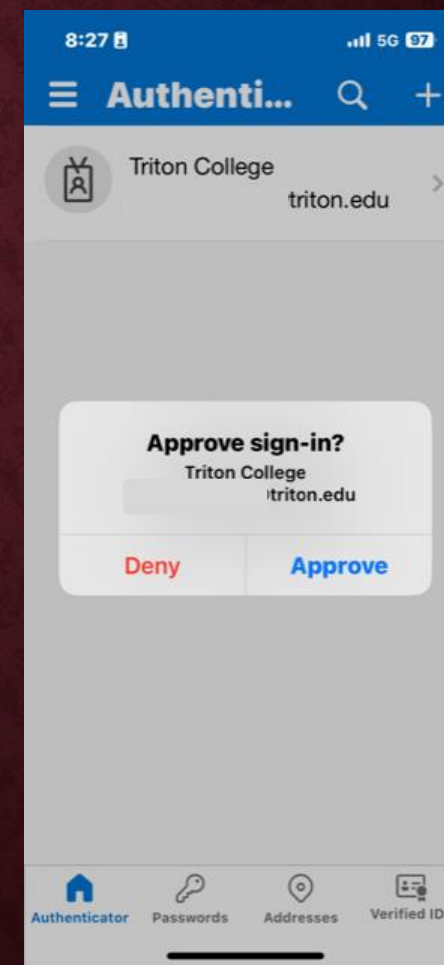 8:27
5G 97
Authenti...
Triton College
triton.edu
Approve sign-in?
Triton College
triton.edu
Deny Approve
Authenticator Passwords Addresses Verified ID